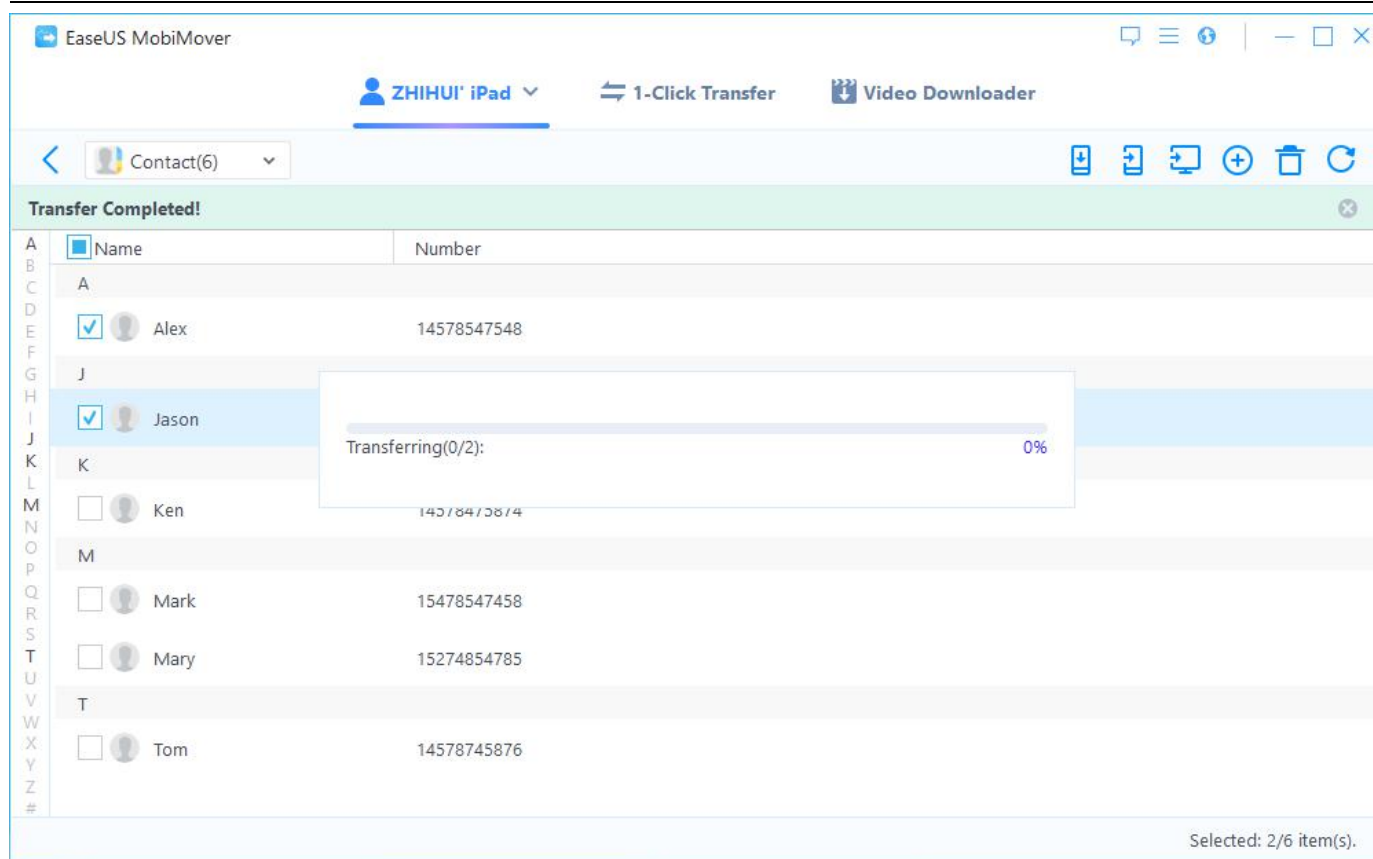 EaseUS MobiMover
ZHIHUI' iPad
1-Click Transfer
Video Downloader
Contact(6)
Transfer Completed!
Name Number
A
Alex 14578547548
J
Jason
Transferring(0/2): 0%
K
Ken 14578475874
M
Mark 15478547458
Mary 15274854785
T
Tom 14578745876
A
B
C
D
E
F
G
H
I
J
K
L
M
N
O
P
Q
R
S
T
U
V
W
X
Y
Z
#
Selected: 2/6 item(s).